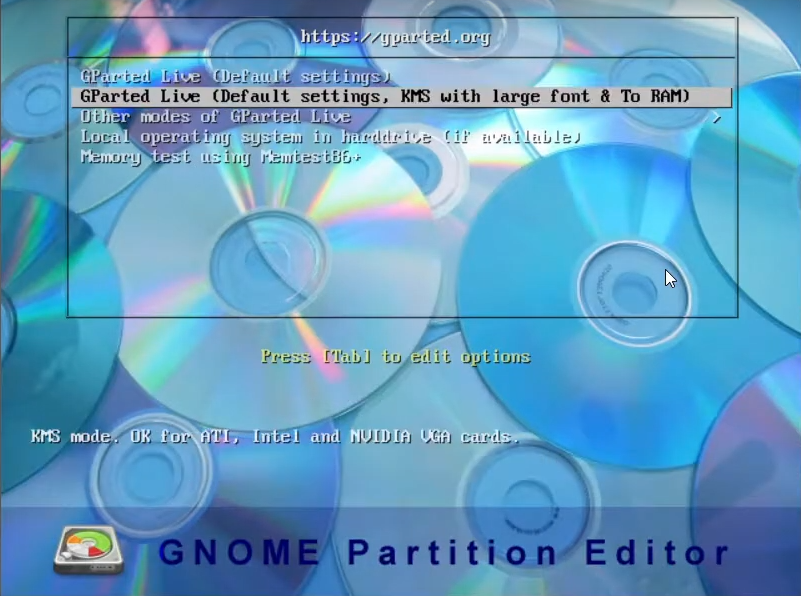 https://gparted.org
GParted Live (Default settings)
GParted Live (Default settings, KMS with large font & To RAM)
Other modes of GParted Live >
Local operating system in harddrive (if available)
Memory test using Memtest86+
Press [Tab] to edit options
KMS mode. OK for ATI, Intel and NVIDIA VGA cards.
GNOME Partition Editor